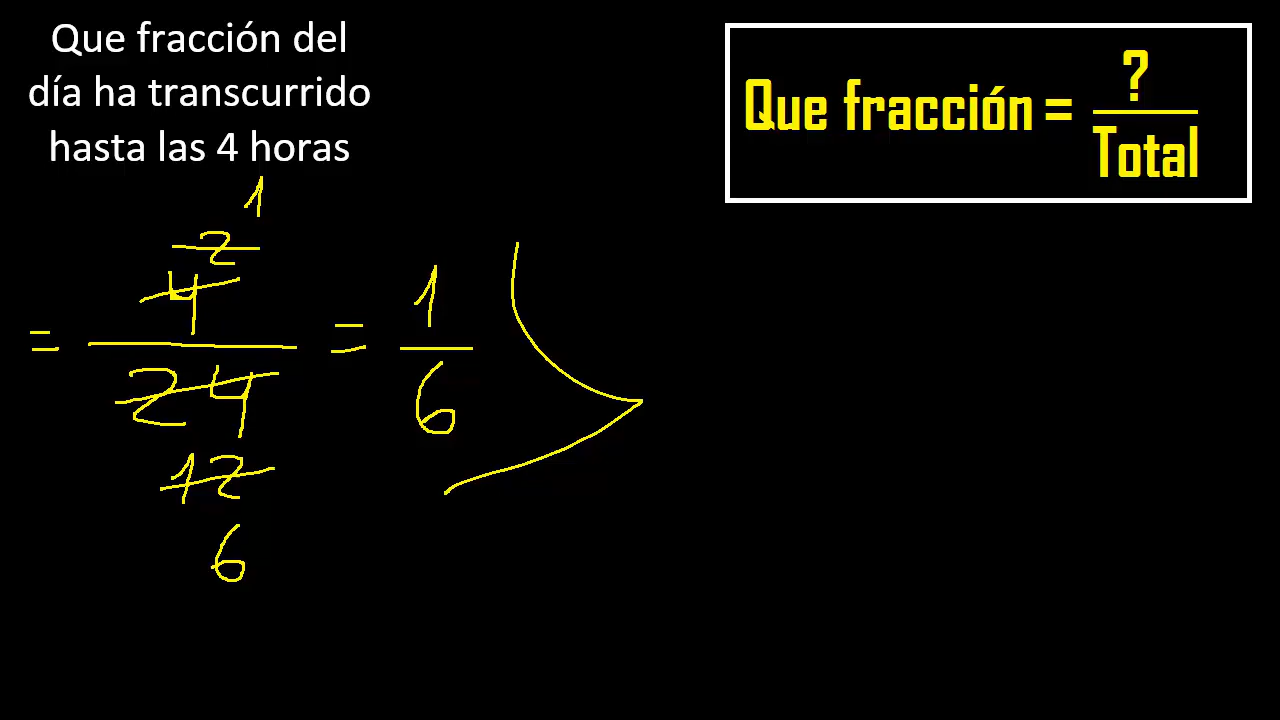 Que fracción del
día ha transcurrido
hasta las 4 horas
?
Que fracción = ―
Total
1
2
4
= ― = 1/6
24
12
6